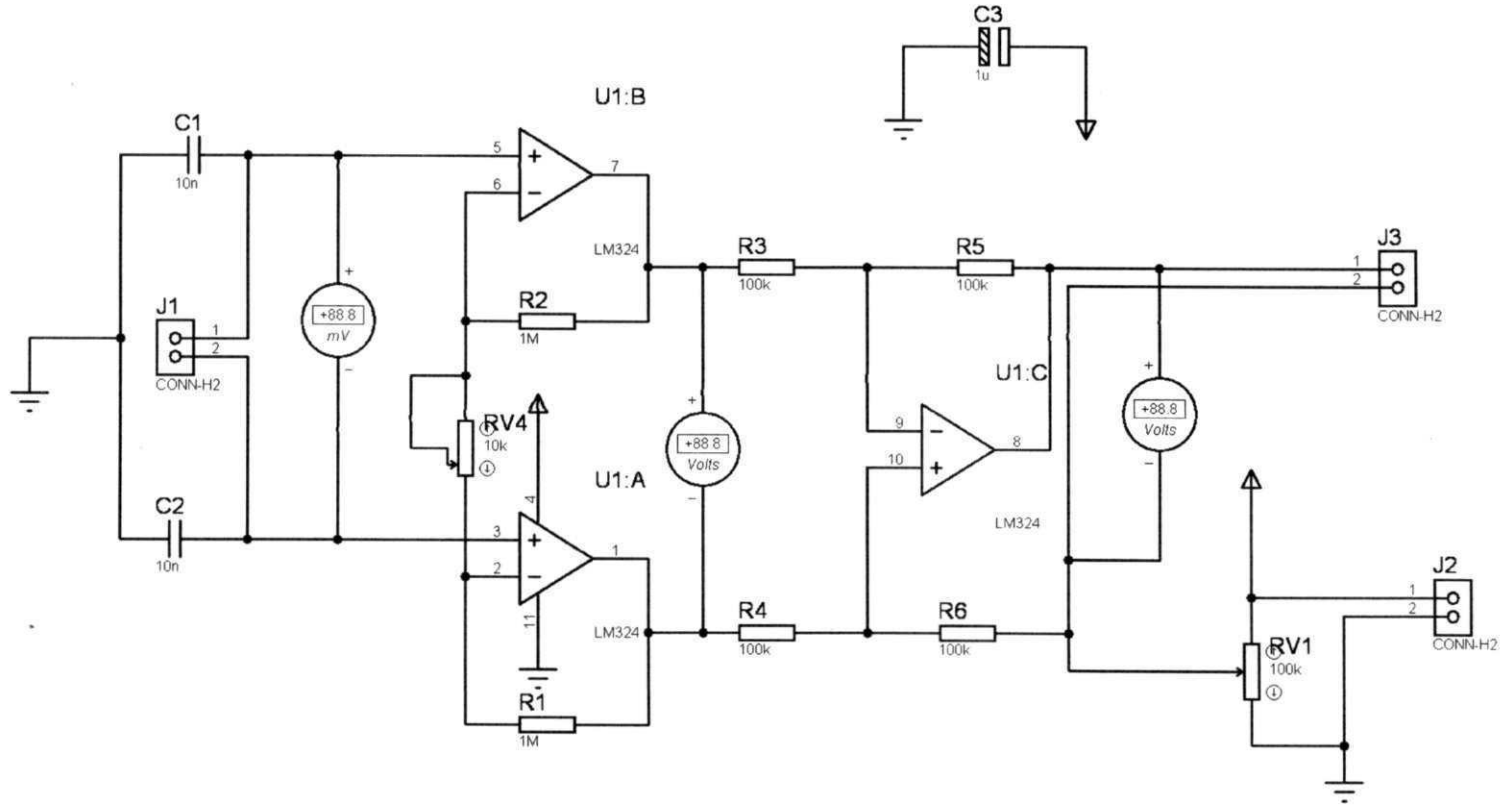 C3
1u
U1:B
C1
10n
5
6
7
LM324
+
−
R3
100k
R5
100k
J3
1
2
CONN-H2
J1
1
2
CONN-H2
+
+88.8
mV
−
R2
1M
RV4
10k
U1:A
4
3
2
1
11
+
−
LM324
C2
10n
R1
1M
+
+88.8
Volts
−
U1:C
9
10
8
−
+
LM324
+
+88.8
Volts
−
R4
100k
R6
100k
J2
1
2
CONN-H2
RV1
100k